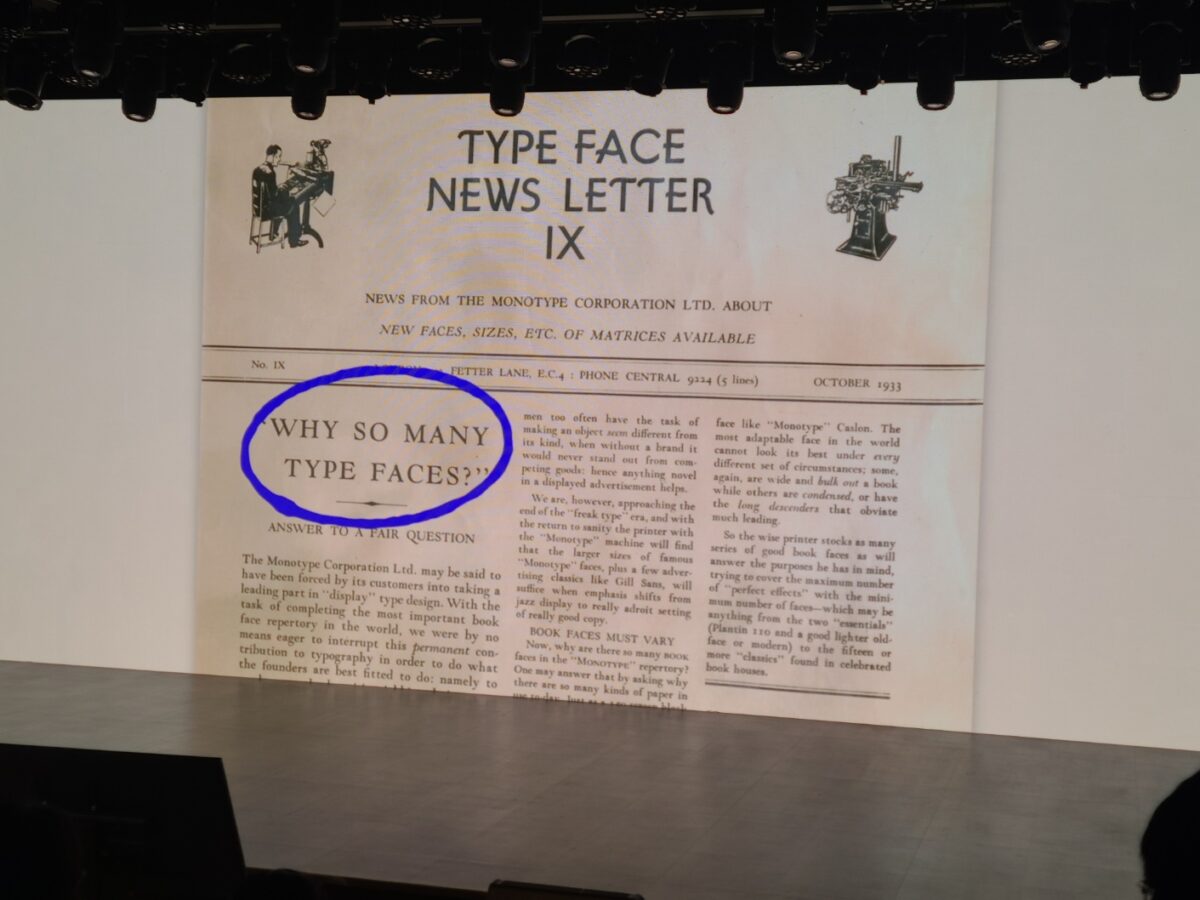 TYPE FACE
NEWS LETTER
IX
NEWS FROM THE MONOTYPE CORPORATION LTD. ABOUT
NEW FACES, SIZES, ETC. OF MATRICES AVAILABLE
No. IX
FETTER LANE, E.C.4 : PHONE CENTRAL 9224 (5 lines)
OCTOBER 1933
"WHY SO MANY
TYPE FACES?"
ANSWER TO A FAIR QUESTION
The Monotype Corporation Ltd. may be said to
have been forced by its customers into taking a
leading part in "display" type design. With the
task of completing the most important book
face repertory in the world, we were by no
means eager to interrupt this permanent con-
tribution to typography in order to do what
the founders are best fitted to do: namely to
men too often have the task of
making an object seem different from
its kind, when without a brand it
would never stand out from com-
peting goods: hence anything novel
in a displayed advertisement helps.
We are, however, approaching the
end of the "freak type" era, and with
the return to sanity the printer with
the "Monotype" machine will find
that the larger sizes of famous
"Monotype" faces, plus a few adver-
tising classics like Gill Sans, will
suffice when emphasis shifts from
jazz display to really adroit setting
of really good copy.
BOOK FACES MUST VARY
Now, why are there so many BOOK
faces in the "MONOTYPE" repertory?
One may answer that by asking why
there are so many kinds of paper in
face like "Monotype" Caslon. The
most adaptable face in the world
cannot look its best under every
different set of circumstances; some,
again, are wide and bulk out a book
while others are condensed, or have
the long descenders that obviate
much leading.
So the wise printer stocks as many
series of good book faces as will
answer the purposes he has in mind,
trying to cover the maximum number
of "perfect effects" with the mini-
mum number of faces—which may be
anything from the two "essentials"
(Plantin 110 and a good lighter old-
face or modern) to the fifteen or
more "classics" found in celebrated
book houses.